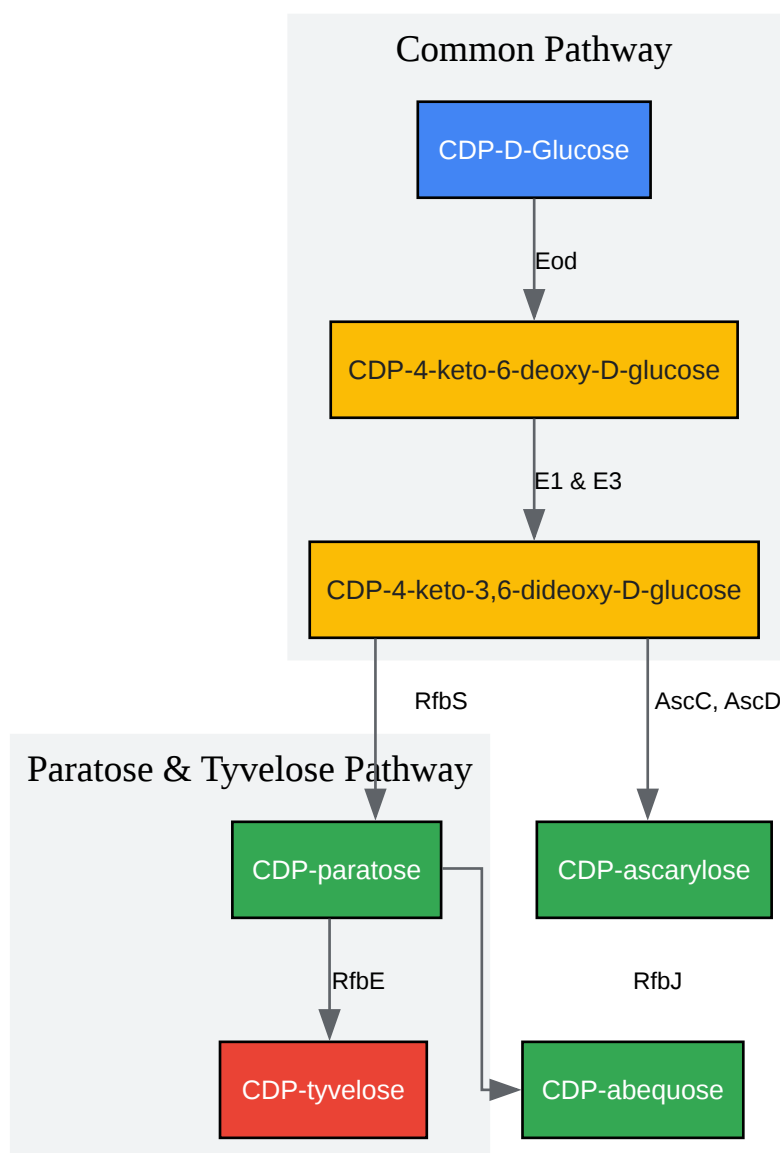 Common Pathway
CDP-D-Glucose
Eod
CDP-4-keto-6-deoxy-D-glucose
E1 & E3
CDP-4-keto-3,6-dideoxy-D-glucose
RfbS
AscC, AscD
Paratose & Tyvelose Pathway
CDP-paratose
CDP-ascarylose
RfbE
RfbJ
CDP-tyvelose
CDP-abequose